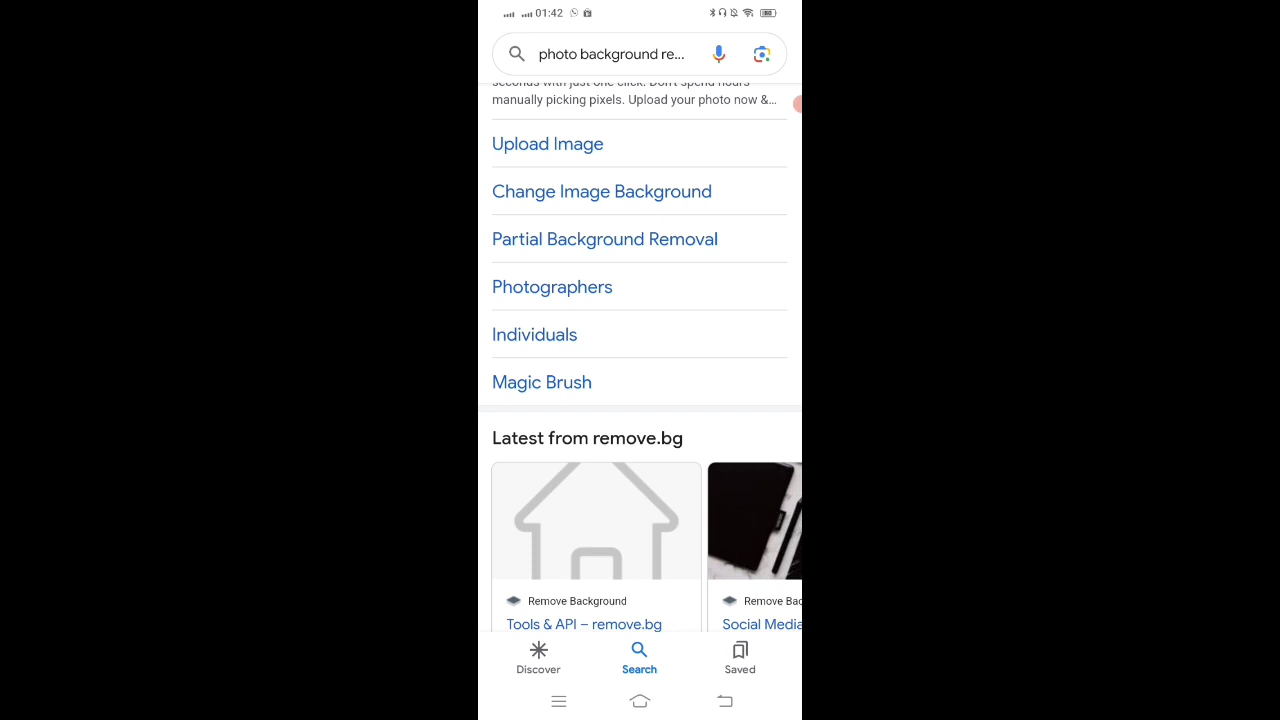 01:42
photo background re...
seconds with just one click. Don't spend hours
manually picking pixels. Upload your photo now &...
Upload Image
Change Image Background
Partial Background Removal
Photographers
Individuals
Magic Brush
Latest from remove.bg
Remove Background
Remove Bac
Tools & API – remove.bg
Social Media
Discover
Search
Saved